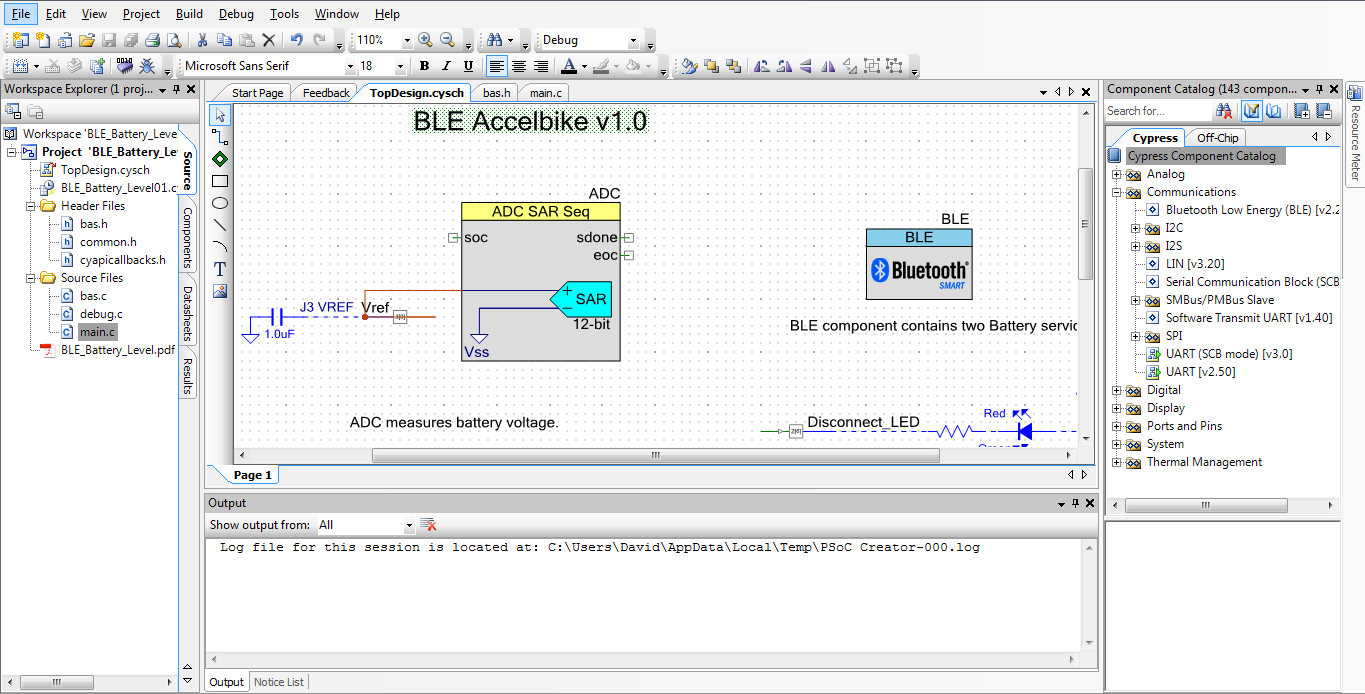 File Edit View Project Build Debug Tools Window Help
110% Debug
Microsoft Sans Serif 18 B I U A
Workspace Explorer (1 proj...
Workspace 'BLE_Battery_Leve
Project 'BLE_Battery_Le
TopDesign.cysch
BLE_Battery_Level01.cy
Header Files
bas.h
common.h
cyapicallbacks.h
Source Files
bas.c
debug.c
main.c
BLE_Battery_Level.pdf
Source
Components
Datasheets
Results
Start Page Feedback TopDesign.cysch bas.h main.c
T
BLE Accelbike v1.0
ADC
ADC SAR Seq
soc sdone
eoc
SAR
12-bit
Vss
J3 VREF Vref
1.0uF
BLE
BLE
Bluetooth
SMART
BLE component contains two Battery servic
ADC measures battery voltage.
Disconnect_LED
Red
Page 1
Output
Show output from: All
Log file for this session is located at: C:\Users\David\AppData\Local\Temp\PSoC Creator-000.log
Output Notice List
Component Catalog (143 compon...
Search for...
Cypress Off-Chip
Cypress Component Catalog
Analog
Communications
Bluetooth Low Energy (BLE) [v2.2
I2C
I2S
LIN [v3.20]
Serial Communication Block (SCB
SMBus/PMBus Slave
Software Transmit UART [v1.40]
SPI
UART (SCB mode) [v3.0]
UART [v2.50]
Digital
Display
Ports and Pins
System
Thermal Management
Resource Meter